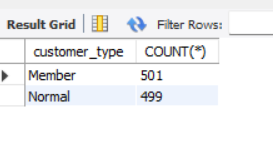 Result Grid Filter Rows:
customer_type COUNT(*)
Member 501
Normal 499